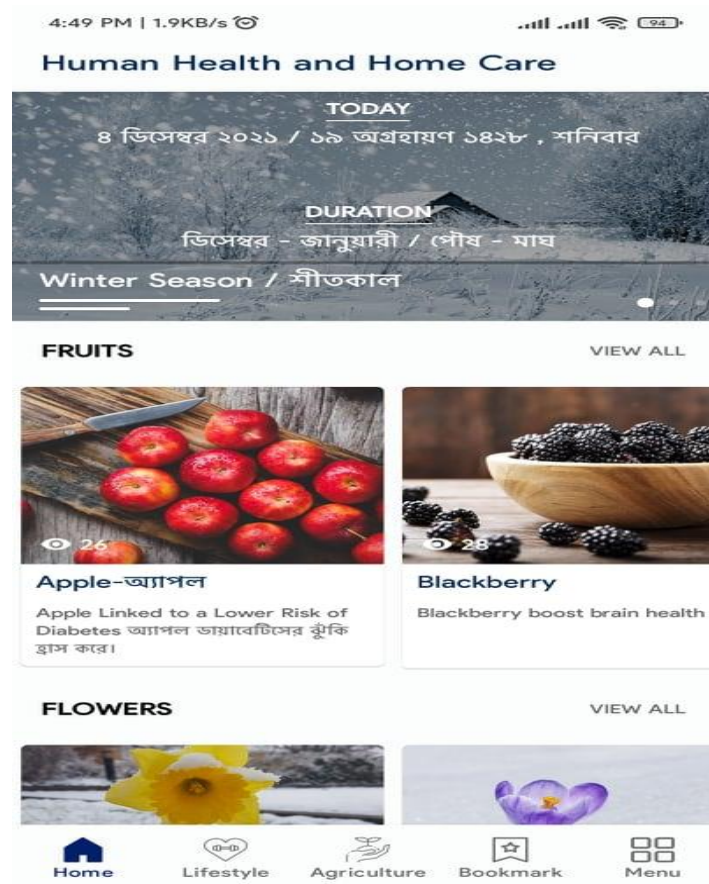 4:49 PM | 1.9KB/s
94
Human Health and Home Care
TODAY
৪ ডিসেম্বর ২০২১ / ১৯ অগ্রহায়ণ ১৪২৮ , শনিবার
DURATION
ডিসেম্বর - জানুয়ারী / পৌষ - মাঘ
Winter Season / শীতকাল
FRUITS VIEW ALL
26
28
Apple-অ্যাপল
Apple Linked to a Lower Risk of
Diabetes অ্যাপল ডায়াবেটিসের ঝুঁকি
হ্রাস করে।
Blackberry
Blackberry boost brain health
FLOWERS VIEW ALL
Home Lifestyle Agriculture Bookmark Menu